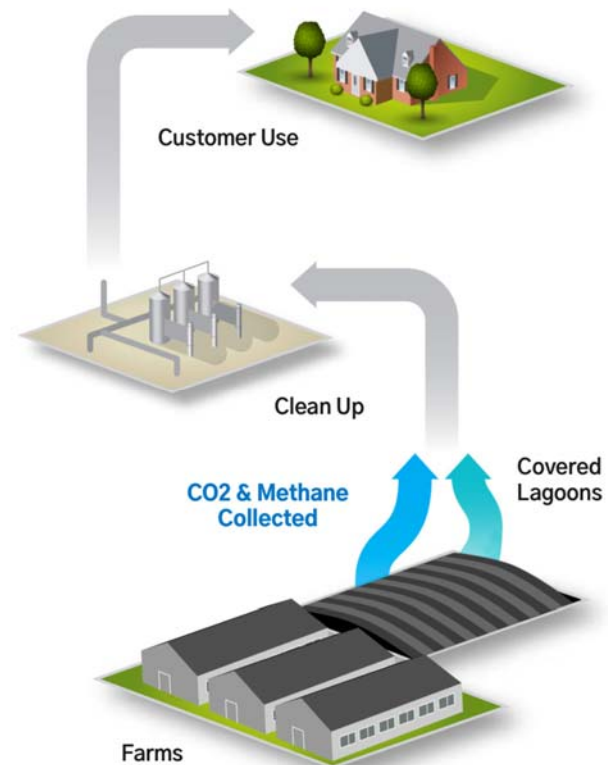 Customer Use
Clean Up
CO2 & Methane
Collected
Covered
Lagoons
Farms